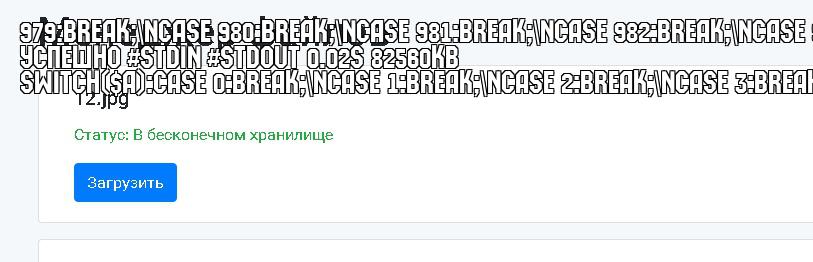 979:BREAK;\NCASE 980:BREAK;\NCASE 981:BREAK;\NCASE 982:BREAK;\NCASE
УСПЕШНО #STDIN #STDOUT 0.02S 82560KB
SWITCH($A):CASE 0:BREAK;\NCASE 1:BREAK;\NCASE 2:BREAK;\NCASE 3:BREAK
12.jpg
Статус: В бесконечном хранилище
Загрузить